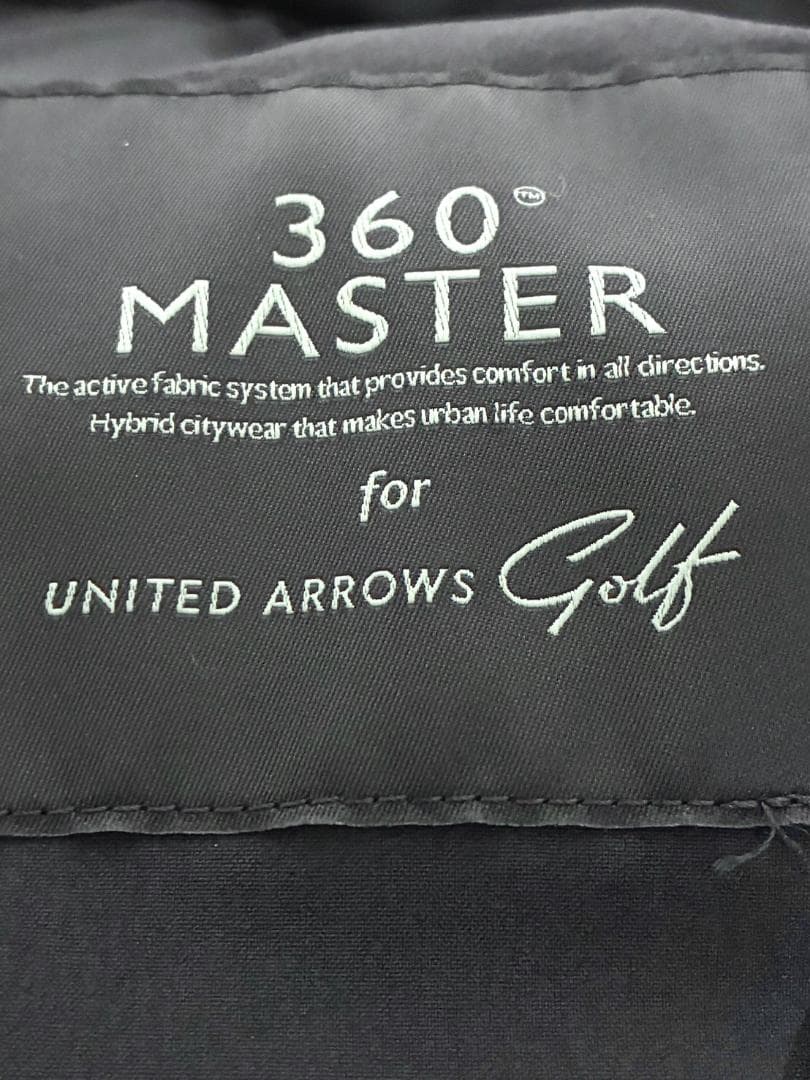 360°™
MASTER
The active fabric system that provides comfort in all directions.
Hybrid citywear that makes urban life comfortable.
for
UNITED ARROWS Golf